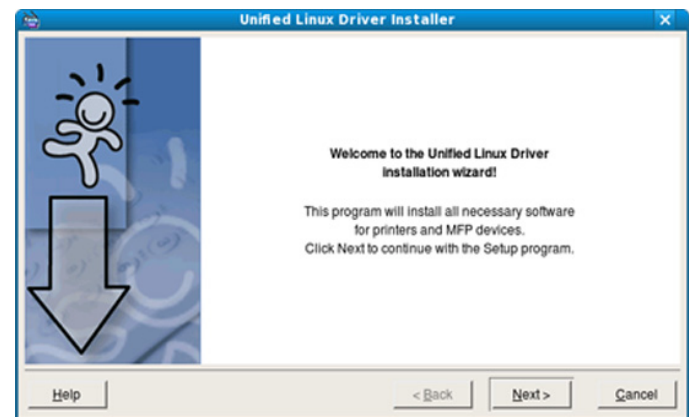 Unified Linux Driver Installer
Welcome to the Unified Linux Driver
installation wizard!
This program will install all necessary software
for printers and MFP devices.
Click Next to continue with the Setup program.
Help
< Back
Next >
Cancel